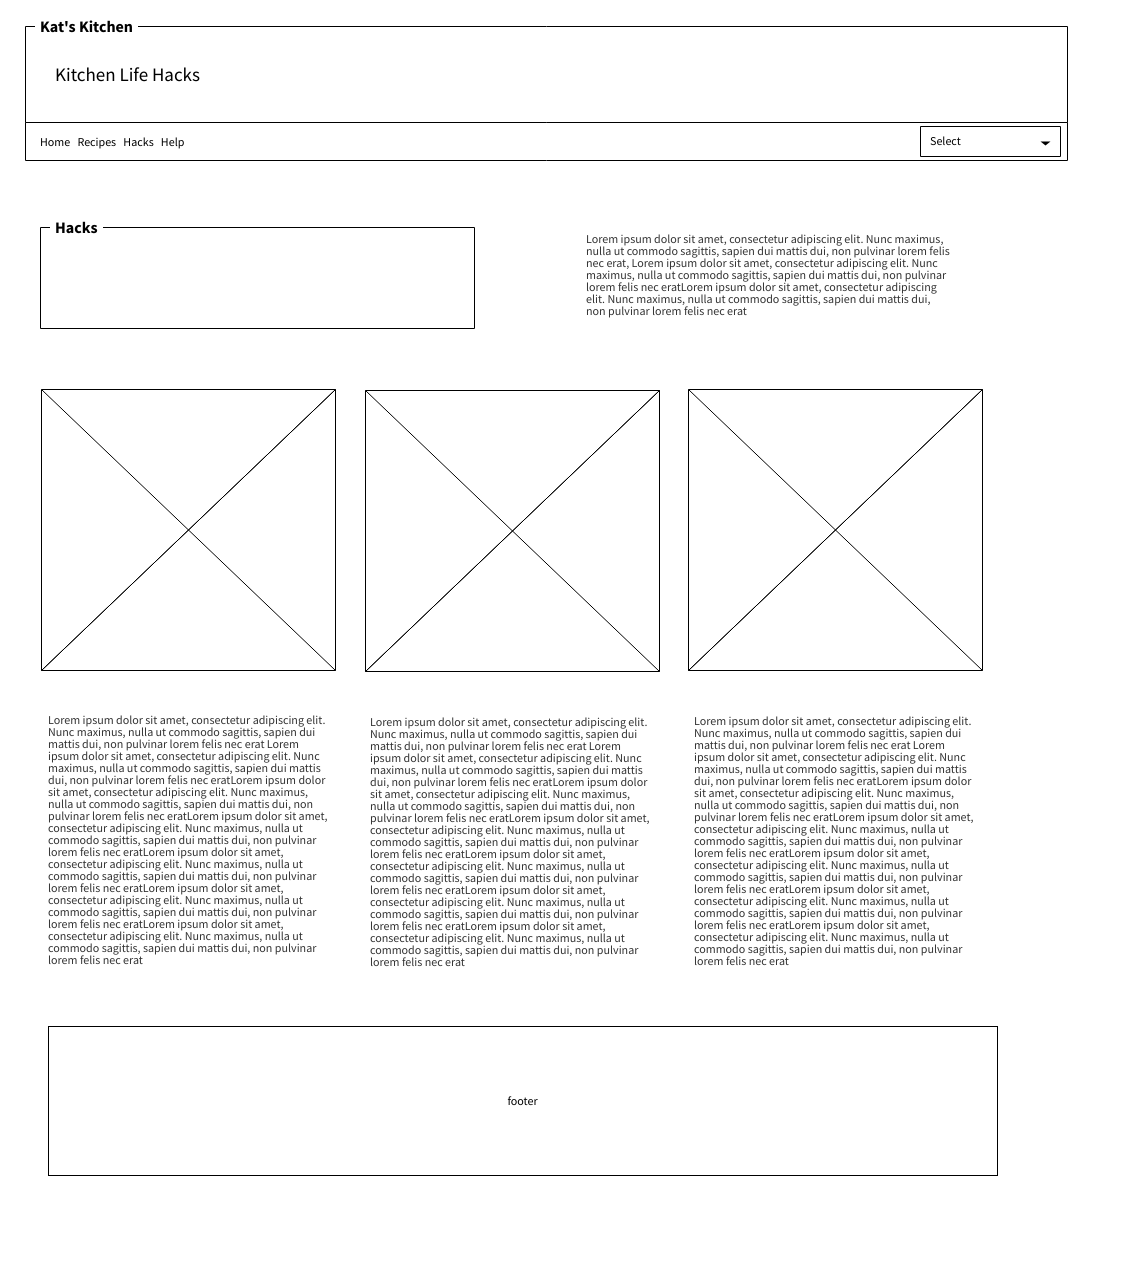 Kat's Kitchen
Kitchen Life Hacks
Home Recipes Hacks Help
Select
Hacks
Lorem ipsum dolor sit amet, consectetur adipiscing elit. Nunc maximus,
nulla ut commodo sagittis, sapien dui mattis dui, non pulvinar lorem felis
nec erat, Lorem ipsum dolor sit amet, consectetur adipiscing elit. Nunc
maximus, nulla ut commodo sagittis, sapien dui mattis dui, non pulvinar
lorem felis nec eratLorem ipsum dolor sit amet, consectetur adipiscing
elit. Nunc maximus, nulla ut commodo sagittis, sapien dui mattis dui,
non pulvinar lorem felis nec erat
Lorem ipsum dolor sit amet, consectetur adipiscing elit.
Nunc maximus, nulla ut commodo sagittis, sapien dui
mattis dui, non pulvinar lorem felis nec erat Lorem
ipsum dolor sit amet, consectetur adipiscing elit. Nunc
maximus, nulla ut commodo sagittis, sapien dui mattis
dui, non pulvinar lorem felis nec eratLorem ipsum dolor
sit amet, consectetur adipiscing elit. Nunc maximus,
nulla ut commodo sagittis, sapien dui mattis dui, non
pulvinar lorem felis nec eratLorem ipsum dolor sit amet,
consectetur adipiscing elit. Nunc maximus, nulla ut
commodo sagittis, sapien dui mattis dui, non pulvinar
lorem felis nec eratLorem ipsum dolor sit amet,
consectetur adipiscing elit. Nunc maximus, nulla ut
commodo sagittis, sapien dui mattis dui, non pulvinar
lorem felis nec eratLorem ipsum dolor sit amet,
consectetur adipiscing elit. Nunc maximus, nulla ut
commodo sagittis, sapien dui mattis dui, non pulvinar
lorem felis nec eratLorem ipsum dolor sit amet,
consectetur adipiscing elit. Nunc maximus, nulla ut
commodo sagittis, sapien dui mattis dui, non pulvinar
lorem felis nec erat
Lorem ipsum dolor sit amet, consectetur adipiscing elit.
Nunc maximus, nulla ut commodo sagittis, sapien dui
mattis dui, non pulvinar lorem felis nec erat Lorem
ipsum dolor sit amet, consectetur adipiscing elit. Nunc
maximus, nulla ut commodo sagittis, sapien dui mattis
dui, non pulvinar lorem felis nec eratLorem ipsum dolor
sit amet, consectetur adipiscing elit. Nunc maximus,
nulla ut commodo sagittis, sapien dui mattis dui, non
pulvinar lorem felis nec eratLorem ipsum dolor sit amet,
consectetur adipiscing elit. Nunc maximus, nulla ut
commodo sagittis, sapien dui mattis dui, non pulvinar
lorem felis nec eratLorem ipsum dolor sit amet,
consectetur adipiscing elit. Nunc maximus, nulla ut
commodo sagittis, sapien dui mattis dui, non pulvinar
lorem felis nec eratLorem ipsum dolor sit amet,
consectetur adipiscing elit. Nunc maximus, nulla ut
commodo sagittis, sapien dui mattis dui, non pulvinar
lorem felis nec eratLorem ipsum dolor sit amet,
consectetur adipiscing elit. Nunc maximus, nulla ut
commodo sagittis, sapien dui mattis dui, non pulvinar
lorem felis nec erat
Lorem ipsum dolor sit amet, consectetur adipiscing elit.
Nunc maximus, nulla ut commodo sagittis, sapien dui
mattis dui, non pulvinar lorem felis nec erat Lorem
ipsum dolor sit amet, consectetur adipiscing elit. Nunc
maximus, nulla ut commodo sagittis, sapien dui mattis
dui, non pulvinar lorem felis nec eratLorem ipsum dolor
sit amet, consectetur adipiscing elit. Nunc maximus,
nulla ut commodo sagittis, sapien dui mattis dui, non
pulvinar lorem felis nec eratLorem ipsum dolor sit amet,
consectetur adipiscing elit. Nunc maximus, nulla ut
commodo sagittis, sapien dui mattis dui, non pulvinar
lorem felis nec eratLorem ipsum dolor sit amet,
consectetur adipiscing elit. Nunc maximus, nulla ut
commodo sagittis, sapien dui mattis dui, non pulvinar
lorem felis nec eratLorem ipsum dolor sit amet,
consectetur adipiscing elit. Nunc maximus, nulla ut
commodo sagittis, sapien dui mattis dui, non pulvinar
lorem felis nec eratLorem ipsum dolor sit amet,
consectetur adipiscing elit. Nunc maximus, nulla ut
commodo sagittis, sapien dui mattis dui, non pulvinar
lorem felis nec erat
footer